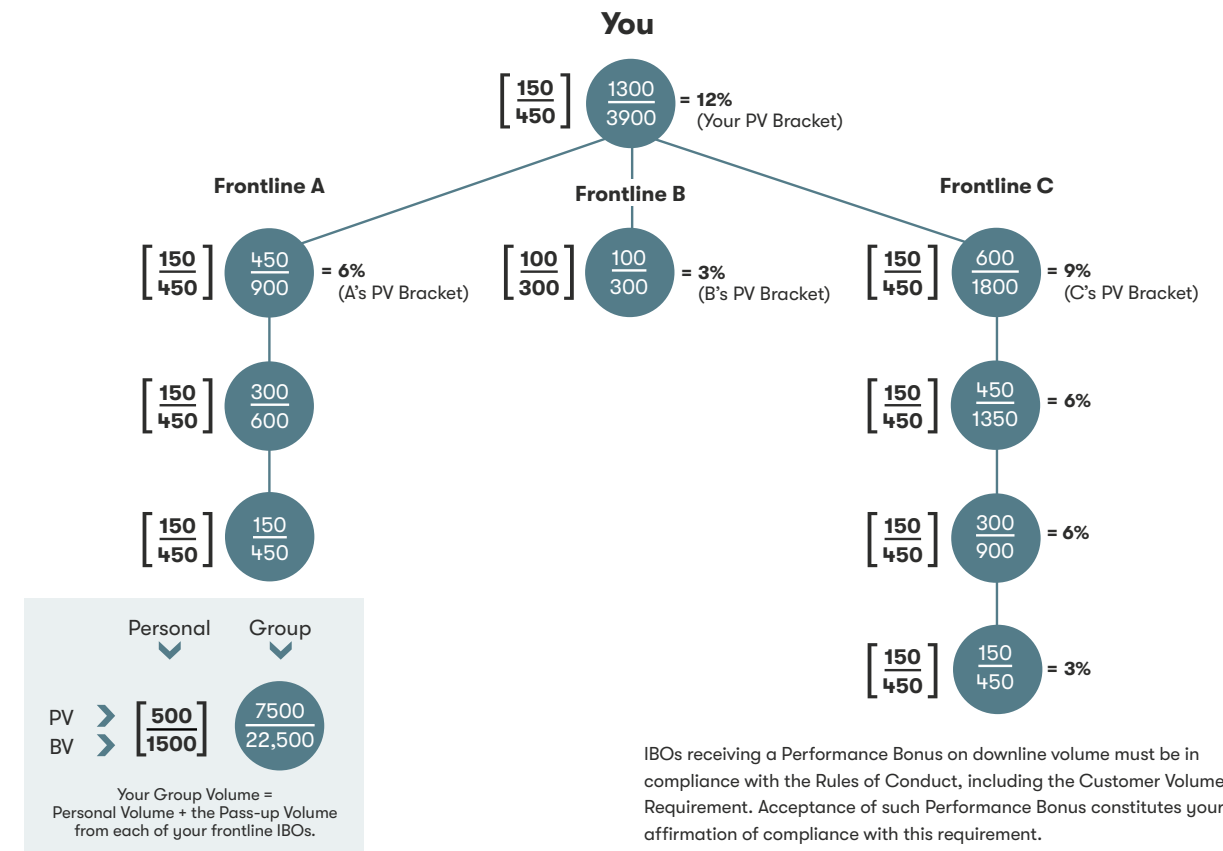 You
150
450
1300
3900
= 12%
(Your PV Bracket)
Frontline A
Frontline B
Frontline C
150
450
450
900
= 6%
(A's PV Bracket)
100
300
100
300
= 3%
(B's PV Bracket)
150
450
600
1800
= 9%
(C's PV Bracket)
150
450
300
600
150
450
450
1350
= 6%
150
450
150
450
150
450
300
900
= 6%
150
450
150
450
= 3%
Personal Group
PV
BV
500
1500
7500
22,500
Your Group Volume =
Personal Volume + the Pass-up Volume
from each of your frontline IBOs.
IBOs receiving a Performance Bonus on downline volume must be in
compliance with the Rules of Conduct, including the Customer Volume
Requirement. Acceptance of such Performance Bonus constitutes your
affirmation of compliance with this requirement.